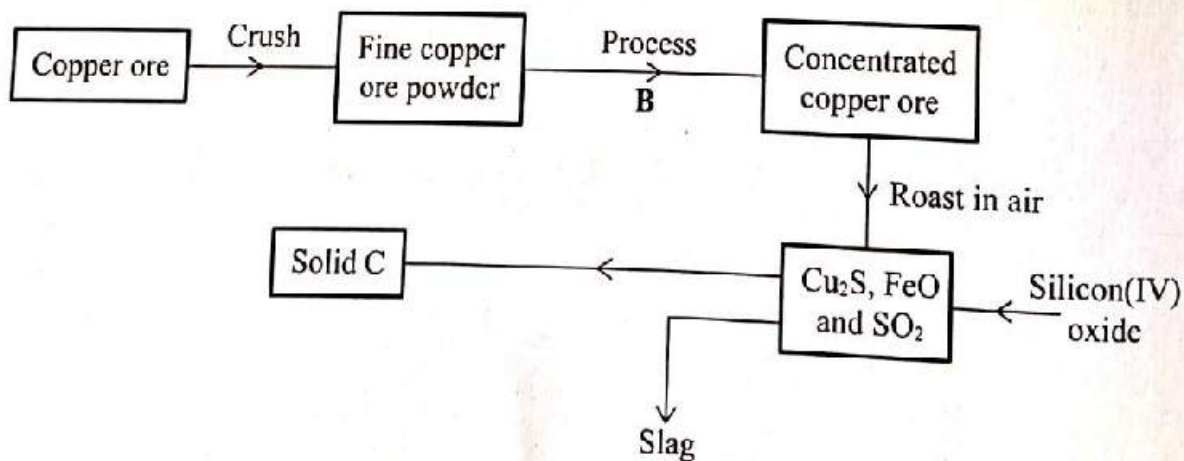 Copper ore
Crush
Fine copper
ore powder
Process
B
Concentrated
copper ore
Roast in air
Solid C
Cu₂S, FeO
and SO₂
Silicon(IV)
oxide
Slag